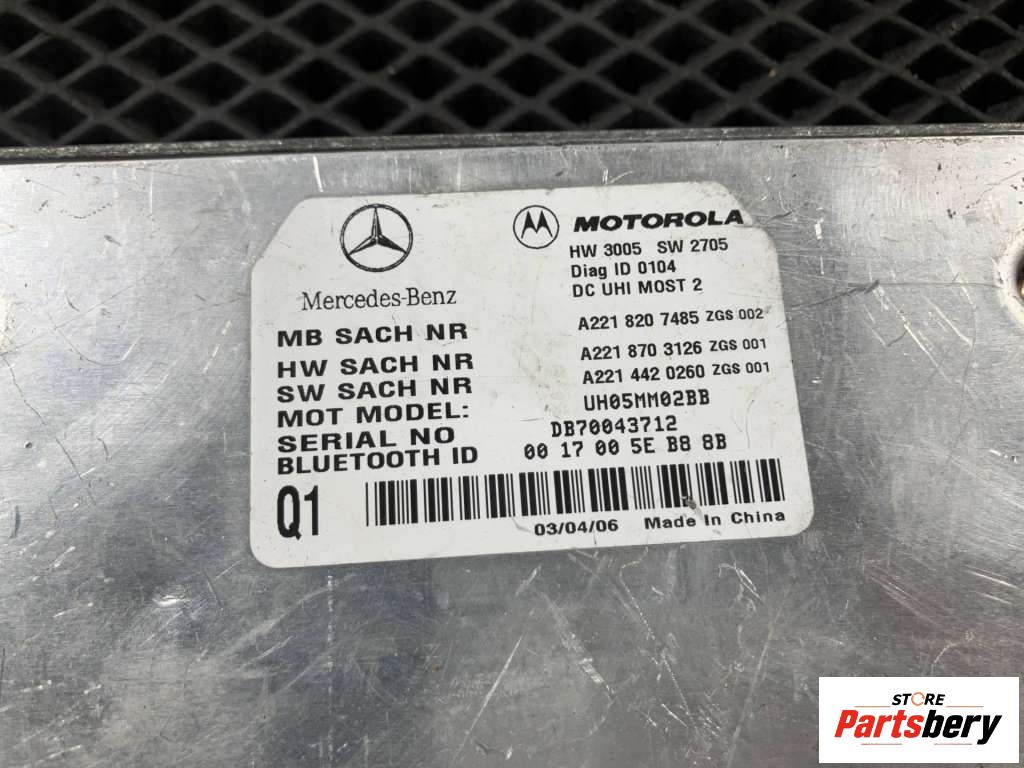 Mercedes-Benz
MOTOROLA
HW 3005 SW 2705
Diag ID 0104
DC UHI MOST 2
MB SACH NR A221 820 7485 ZGS 002
HW SACH NR A221 870 3126 ZGS 001
SW SACH NR A221 442 0260 ZGS 001
MOT MODEL: UH05MM02BB
SERIAL NO DB70043712
BLUETOOTH ID 00 17 00 5E B8 8B
Q1
03/04/06 Made In China
STORE
Partsbery